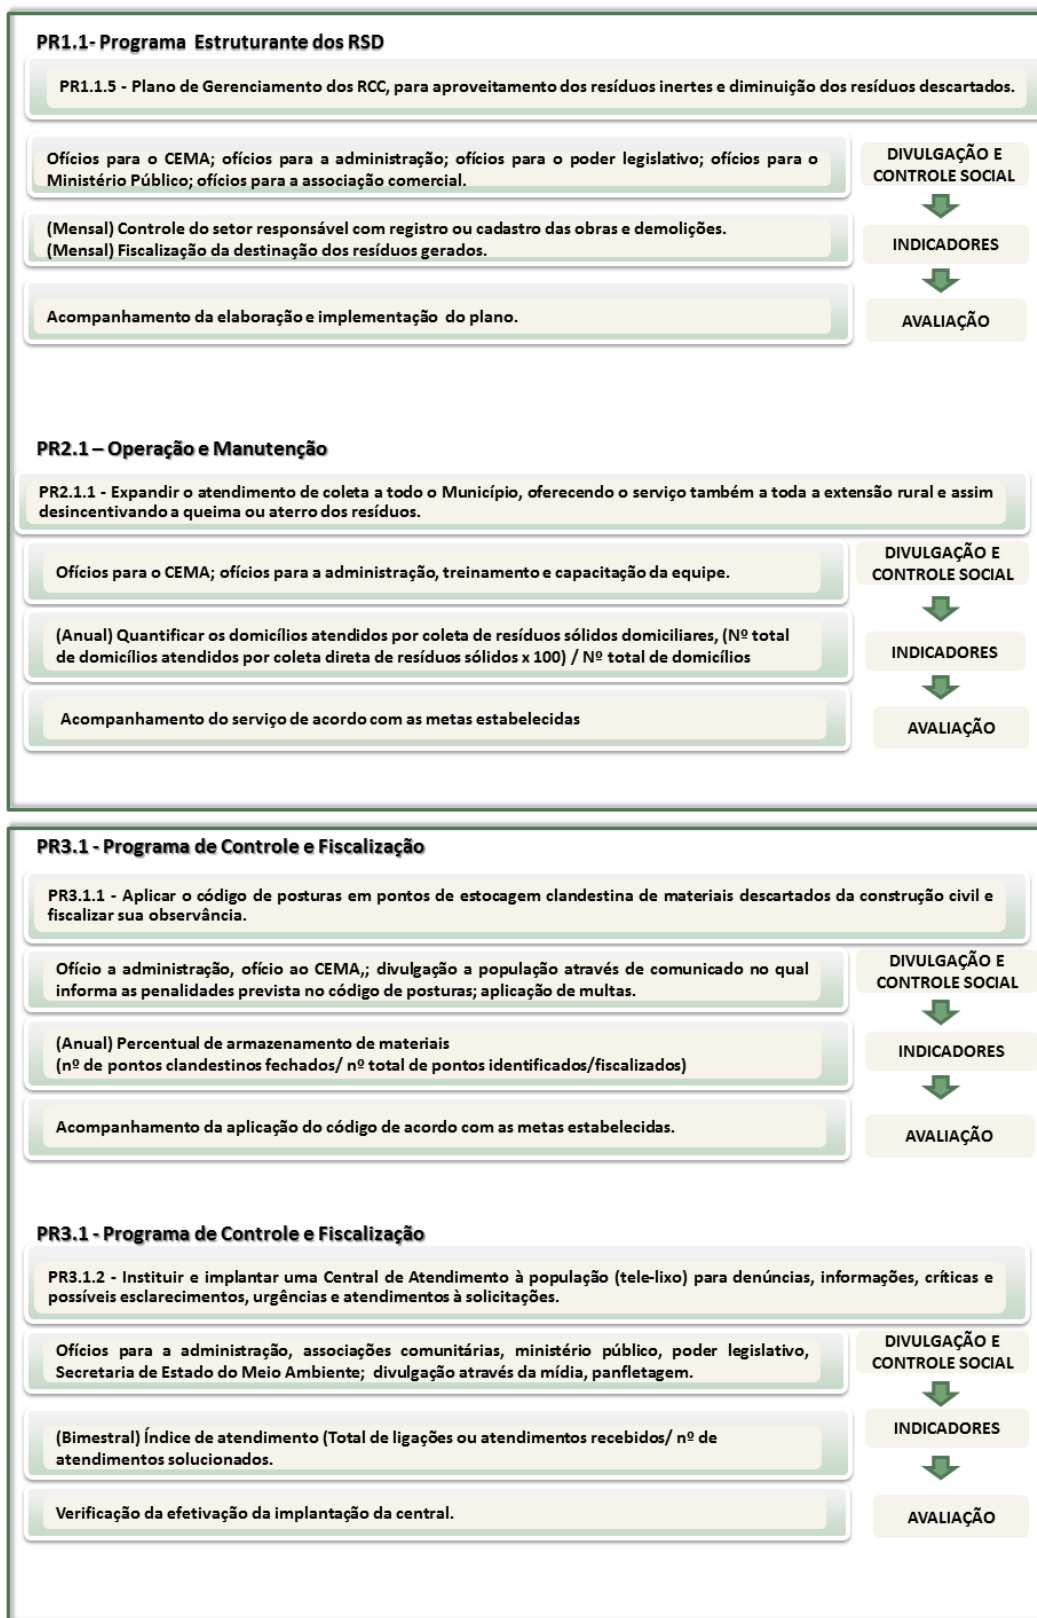 PR1.1- Programa Estruturante dos RSD
PR1.1.5 - Plano de Gerenciamento dos RCC, para aproveitamento dos resíduos inertes e diminuição dos resíduos descartados.
Ofícios para o CEMA; ofícios para a administração; ofícios para o poder legislativo; ofícios para o
Ministério Público; ofícios para a associação comercial.
DIVULGAÇÃO E
CONTROLE SOCIAL
(Mensal) Controle do setor responsável com registro ou cadastro das obras e demolições.
(Mensal) Fiscalização da destinação dos resíduos gerados.
INDICADORES
Acompanhamento da elaboração e implementação do plano.
AVALIAÇÃO
PR2.1 – Operação e Manutenção
PR2.1.1 - Expandir o atendimento de coleta a todo o Município, oferecendo o serviço também a toda a extensão rural e assim
desincentivando a queima ou aterro dos resíduos.
Ofícios para o CEMA; ofícios para a administração, treinamento e capacitação da equipe.
DIVULGAÇÃO E
CONTROLE SOCIAL
(Anual) Quantificar os domicílios atendidos por coleta de resíduos sólidos domiciliares, (Nº total
de domicílios atendidos por coleta direta de resíduos sólidos x 100) / Nº total de domicílios
INDICADORES
Acompanhamento do serviço de acordo com as metas estabelecidas
AVALIAÇÃO
PR3.1 - Programa de Controle e Fiscalização
PR3.1.1 - Aplicar o código de posturas em pontos de estocagem clandestina de materiais descartados da construção civil e
fiscalizar sua observância.
Ofício a administração, ofício ao CEMA,; divulgação a população através de comunicado no qual
informa as penalidades prevista no código de posturas; aplicação de multas.
DIVULGAÇÃO E
CONTROLE SOCIAL
(Anual) Percentual de armazenamento de materiais
(nº de pontos clandestinos fechados/ nº total de pontos identificados/fiscalizados)
INDICADORES
Acompanhamento da aplicação do código de acordo com as metas estabelecidas.
AVALIAÇÃO
PR3.1 - Programa de Controle e Fiscalização
PR3.1.2 - Instituir e implantar uma Central de Atendimento à população (tele-lixo) para denúncias, informações, críticas e
possíveis esclarecimentos, urgências e atendimentos à solicitações.
Ofícios para a administração, associações comunitárias, ministério público, poder legislativo,
Secretaria de Estado do Meio Ambiente; divulgação através da mídia, panfletagem.
DIVULGAÇÃO E
CONTROLE SOCIAL
(Bimestral) Índice de atendimento (Total de ligações ou atendimentos recebidos/ nº de
atendimentos solucionados.
INDICADORES
Verificação da efetivação da implantação da central.
AVALIAÇÃO